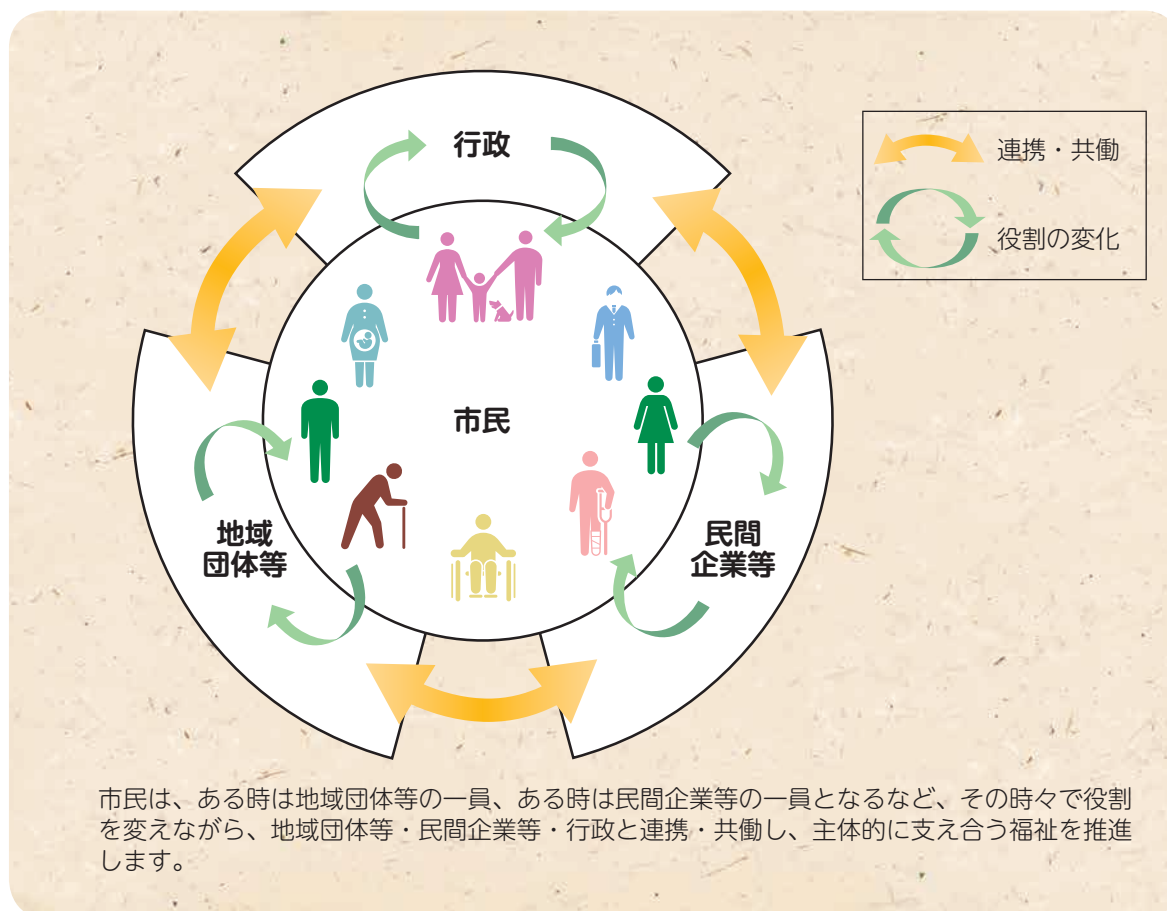 行政
連携・共働
役割の変化
市民
地域
団体等
民間
企業等
市民は、ある時は地域団体等の一員、ある時は民間企業等の一員となるなど、その時々で役割
を変えながら、地域団体等・民間企業等・行政と連携・共働し、主体的に支え合う福祉を推進
します。